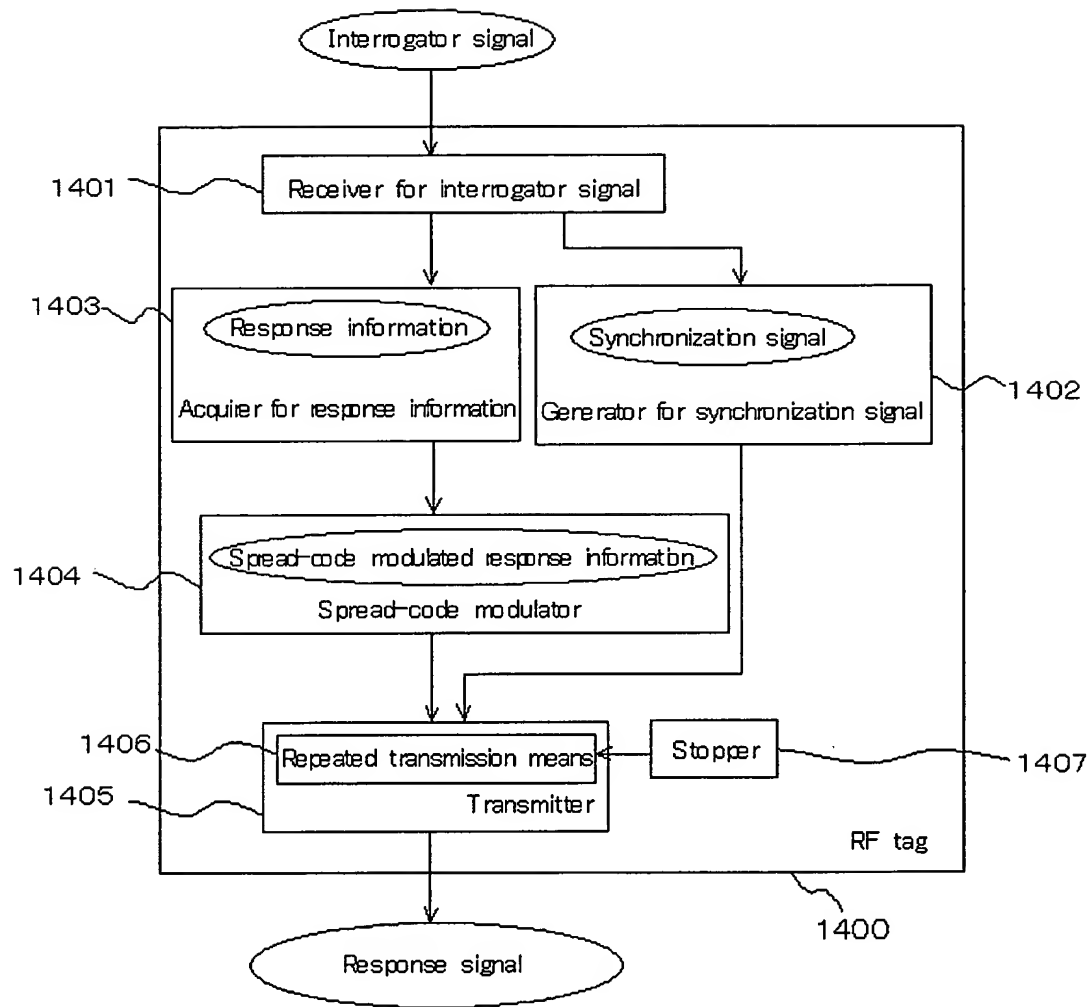 Interrogator signal
1401
Receiver for interrogator signal
1403
Response information
Synchronization signal
Acquirer for response information
Generator for synchronization signal
1402
Spread-code modulated response information
1404
Spread-code modulator
1406
Repeated transmission means
Stopper
1407
1405
Transmitter
RF tag
1400
Response signal